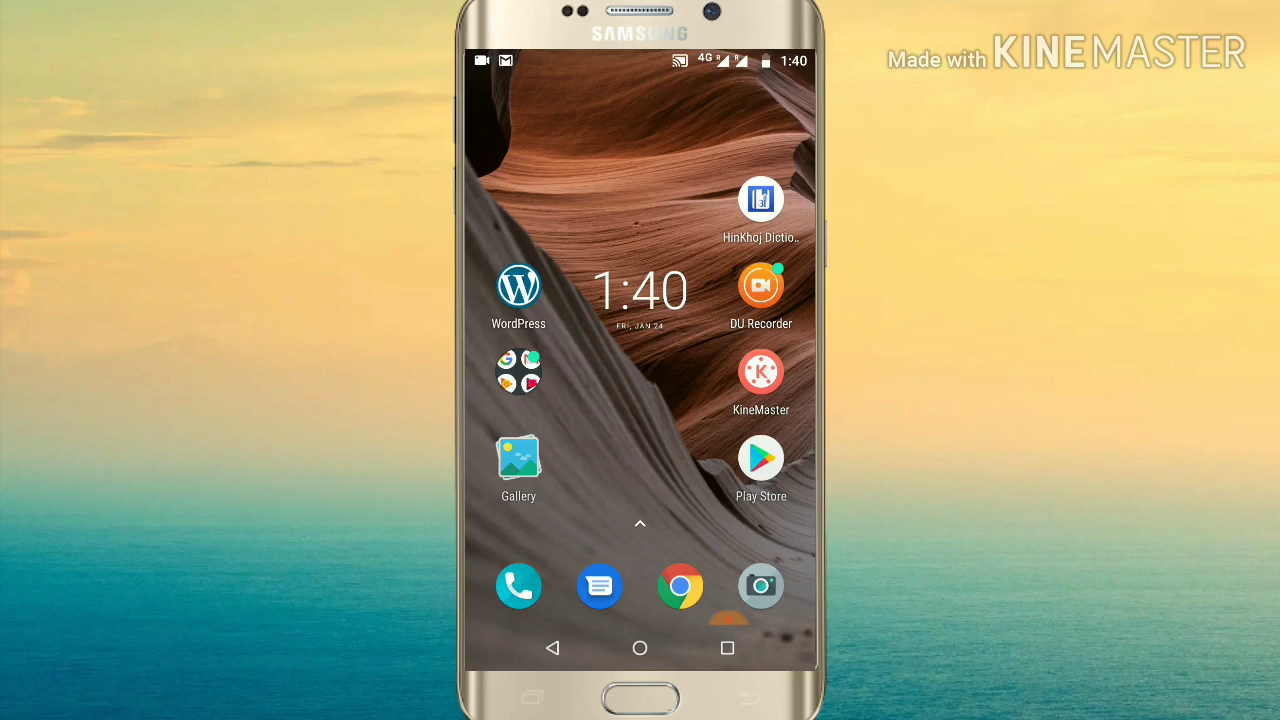 SAMSUNG
Made with KINEMASTER
4G R R 1:40
31
HinKhoj Dictio..
1:40
FRI, JAN 24
WordPress
DU Recorder
KineMaster
Gallery
Play Store